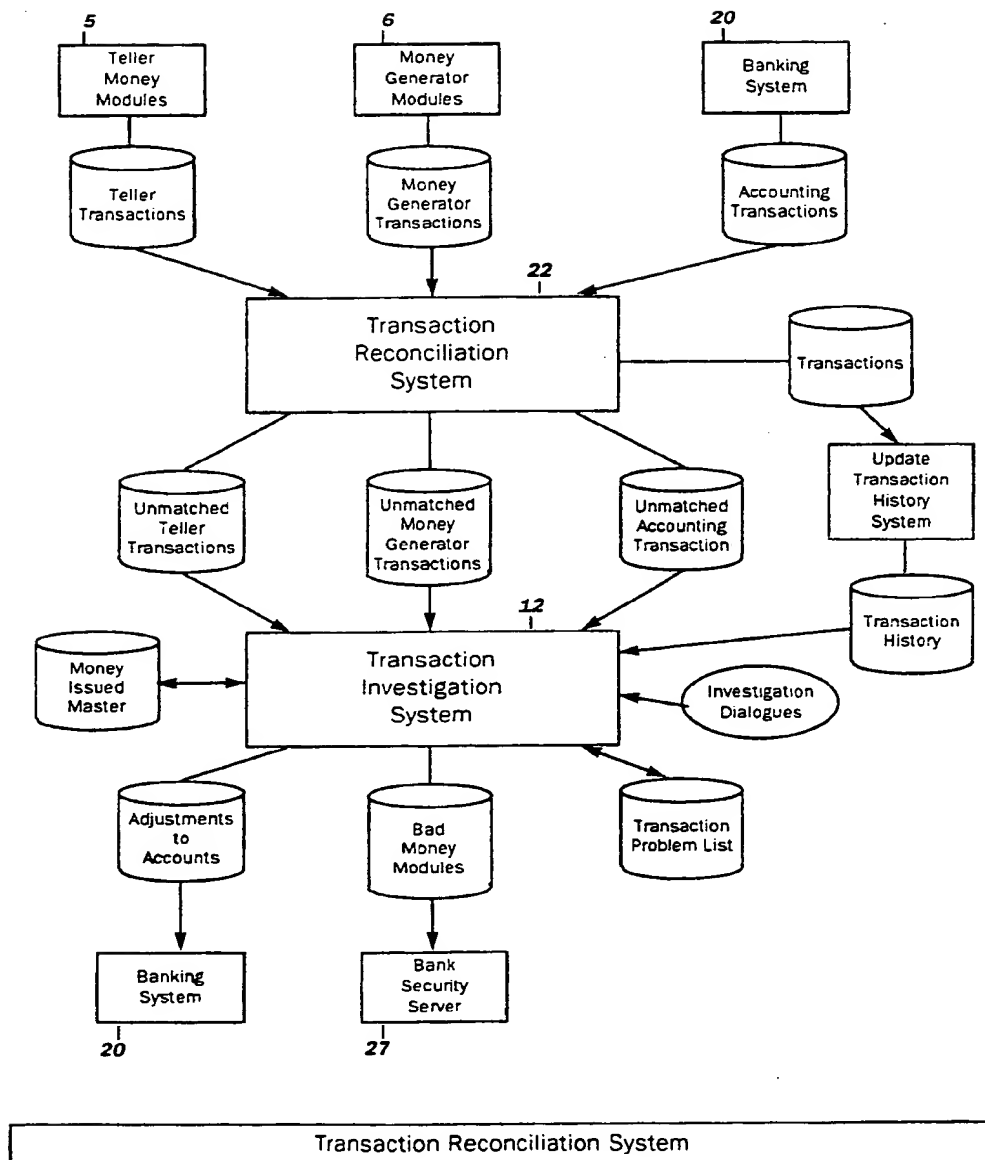 5
6
20
Teller
Money
Modules
Money
Generator
Modules
Banking
System
Teller
Transactions
Money
Generator
Transactions
Accounting
Transactions
22
Transaction
Reconciliation
System
Transactions
Update
Transaction
History
System
Unmatched
Teller
Transactions
Unmatched
Money
Generator
Transactions
Unmatched
Accounting
Transaction
12
Transaction
History
Money
Issued
Master
Transaction
Investigation
System
Investigation
Dialogues
Adjustments
to
Accounts
Bad
Money
Modules
Transaction
Problem List
Banking
System
Bank
Security
Server
20
27
Transaction Reconciliation System